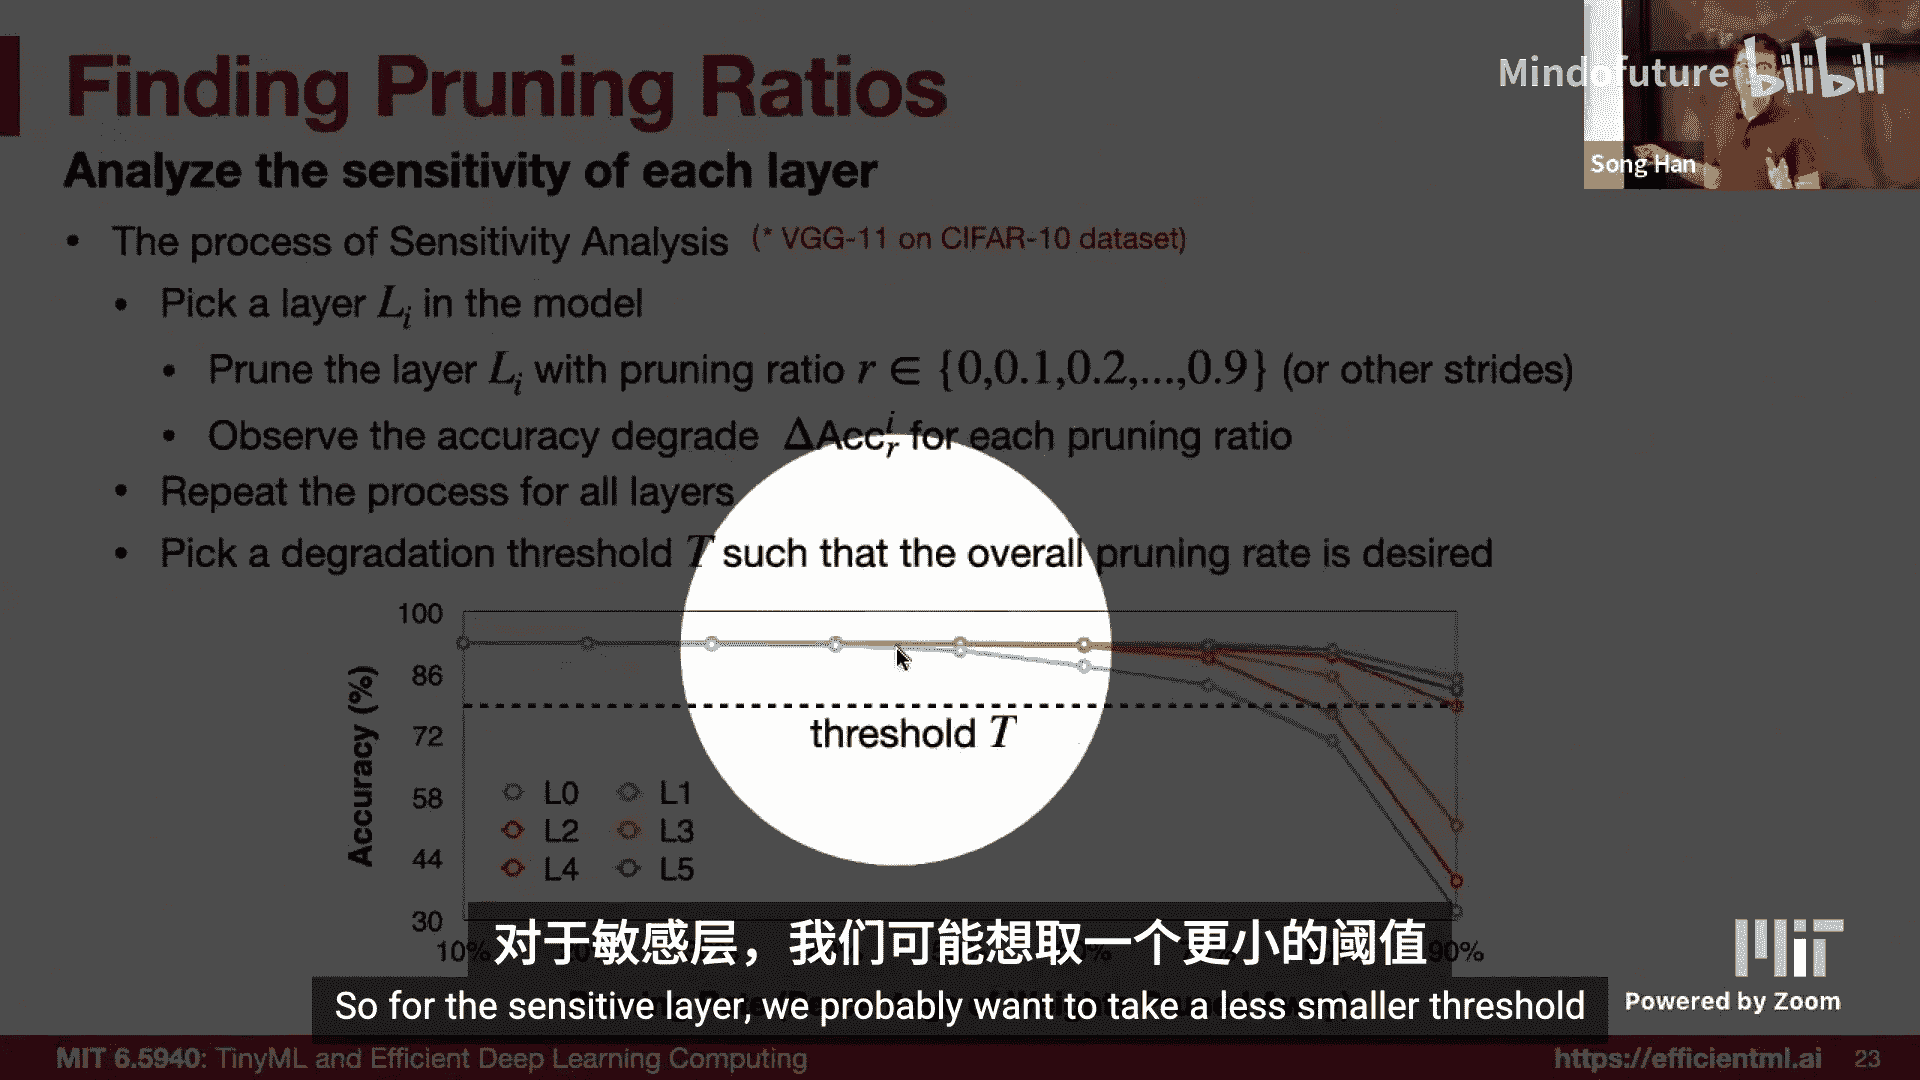 Finding Pruning Ratios
Mindofuture bilibili
Song Han
Analyze the sensitivity of each layer
• The process of Sensitivity Analysis (* VGG-11 on CIFAR-10 dataset)
• Pick a layer Lᵢ in the model
• Prune the layer Lᵢ with pruning ratio r ∈ {0,0.1,0.2,...,0.9} (or other strides)
• Observe the accuracy degrade ΔAccᵣⁱ for each pruning ratio
• Repeat the process for all layers
• Pick a degradation threshold T such that the overall pruning rate is desired
100
86
72
58
44
30
Accuracy (%)
threshold T
L0 L1
L2 L3
L4 L5
10% 90%
对于敏感层，我们可能想取一个更小的阈值
So for the sensitive layer, we probably want to take a less smaller threshold
MIT
Powered by Zoom
MIT 6.5940: TinyML and Efficient Deep Learning Computing
https://efficientml.ai 23